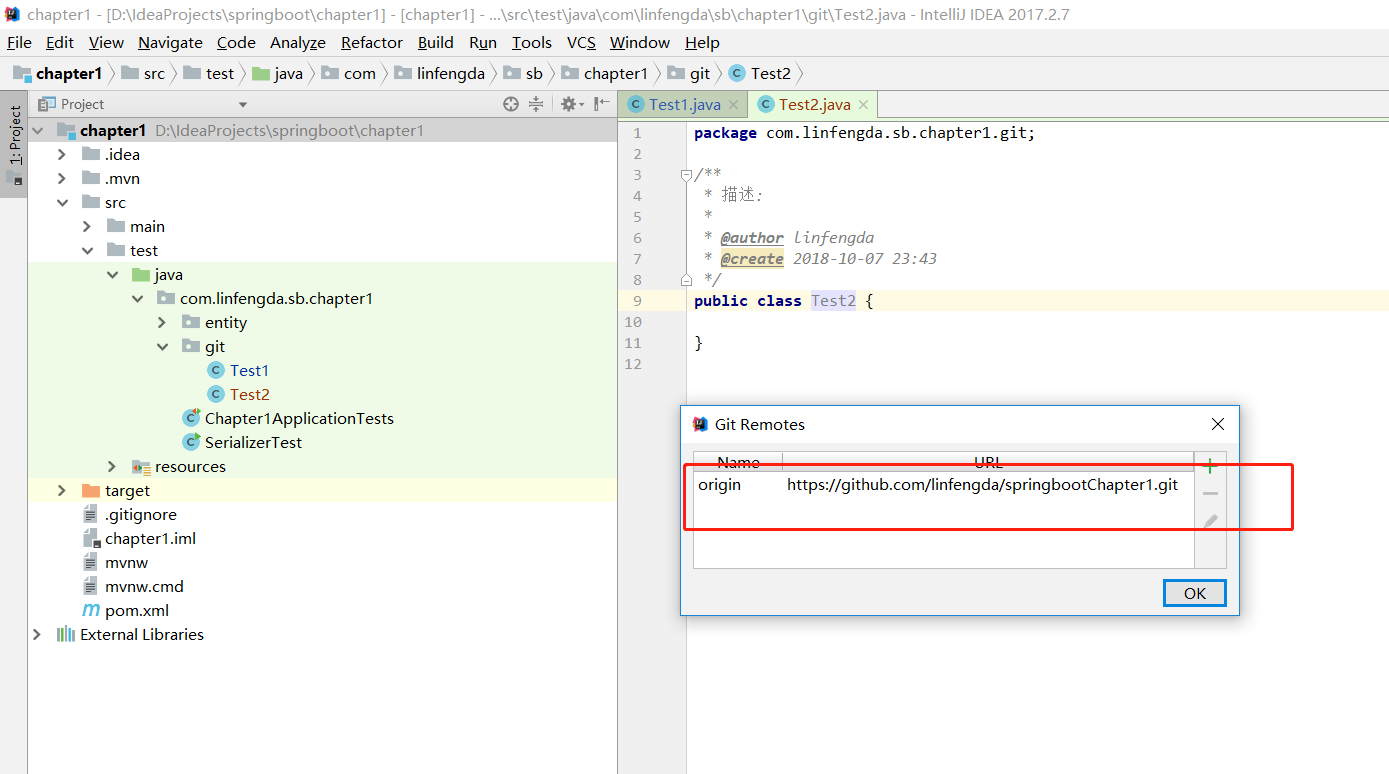 chapter1 - [D:\IdeaProjects\springboot\chapter1] - [chapter1] - ...\src\test\java\com\linfengda\sb\chapter1\git\Test2.java - IntelliJ IDEA 2017.2.7
File Edit View Navigate Code Analyze Refactor Build Run Tools VCS Window Help
chapter1 src test java com linfengda sb chapter1 git Test2
1: Project
Project
chapter1 D:\IdeaProjects\springboot\chapter1
.idea
.mvn
src
main
test
java
com.linfengda.sb.chapter1
entity
git
Test1
Test2
Chapter1ApplicationTests
SerializerTest
resources
target
.gitignore
chapter1.iml
mvnw
mvnw.cmd
pom.xml
External Libraries
Test1.java Test2.java
1 package com.linfengda.sb.chapter1.git;
2
3 /**
4 * 描述:
5 *
6 * @author linfengda
7 * @create 2018-10-07 23:43
8 */
9 public class Test2 {
10
11 }
12
Git Remotes
Name URL
origin https://github.com/linfengda/springbootChapter1.git
OK